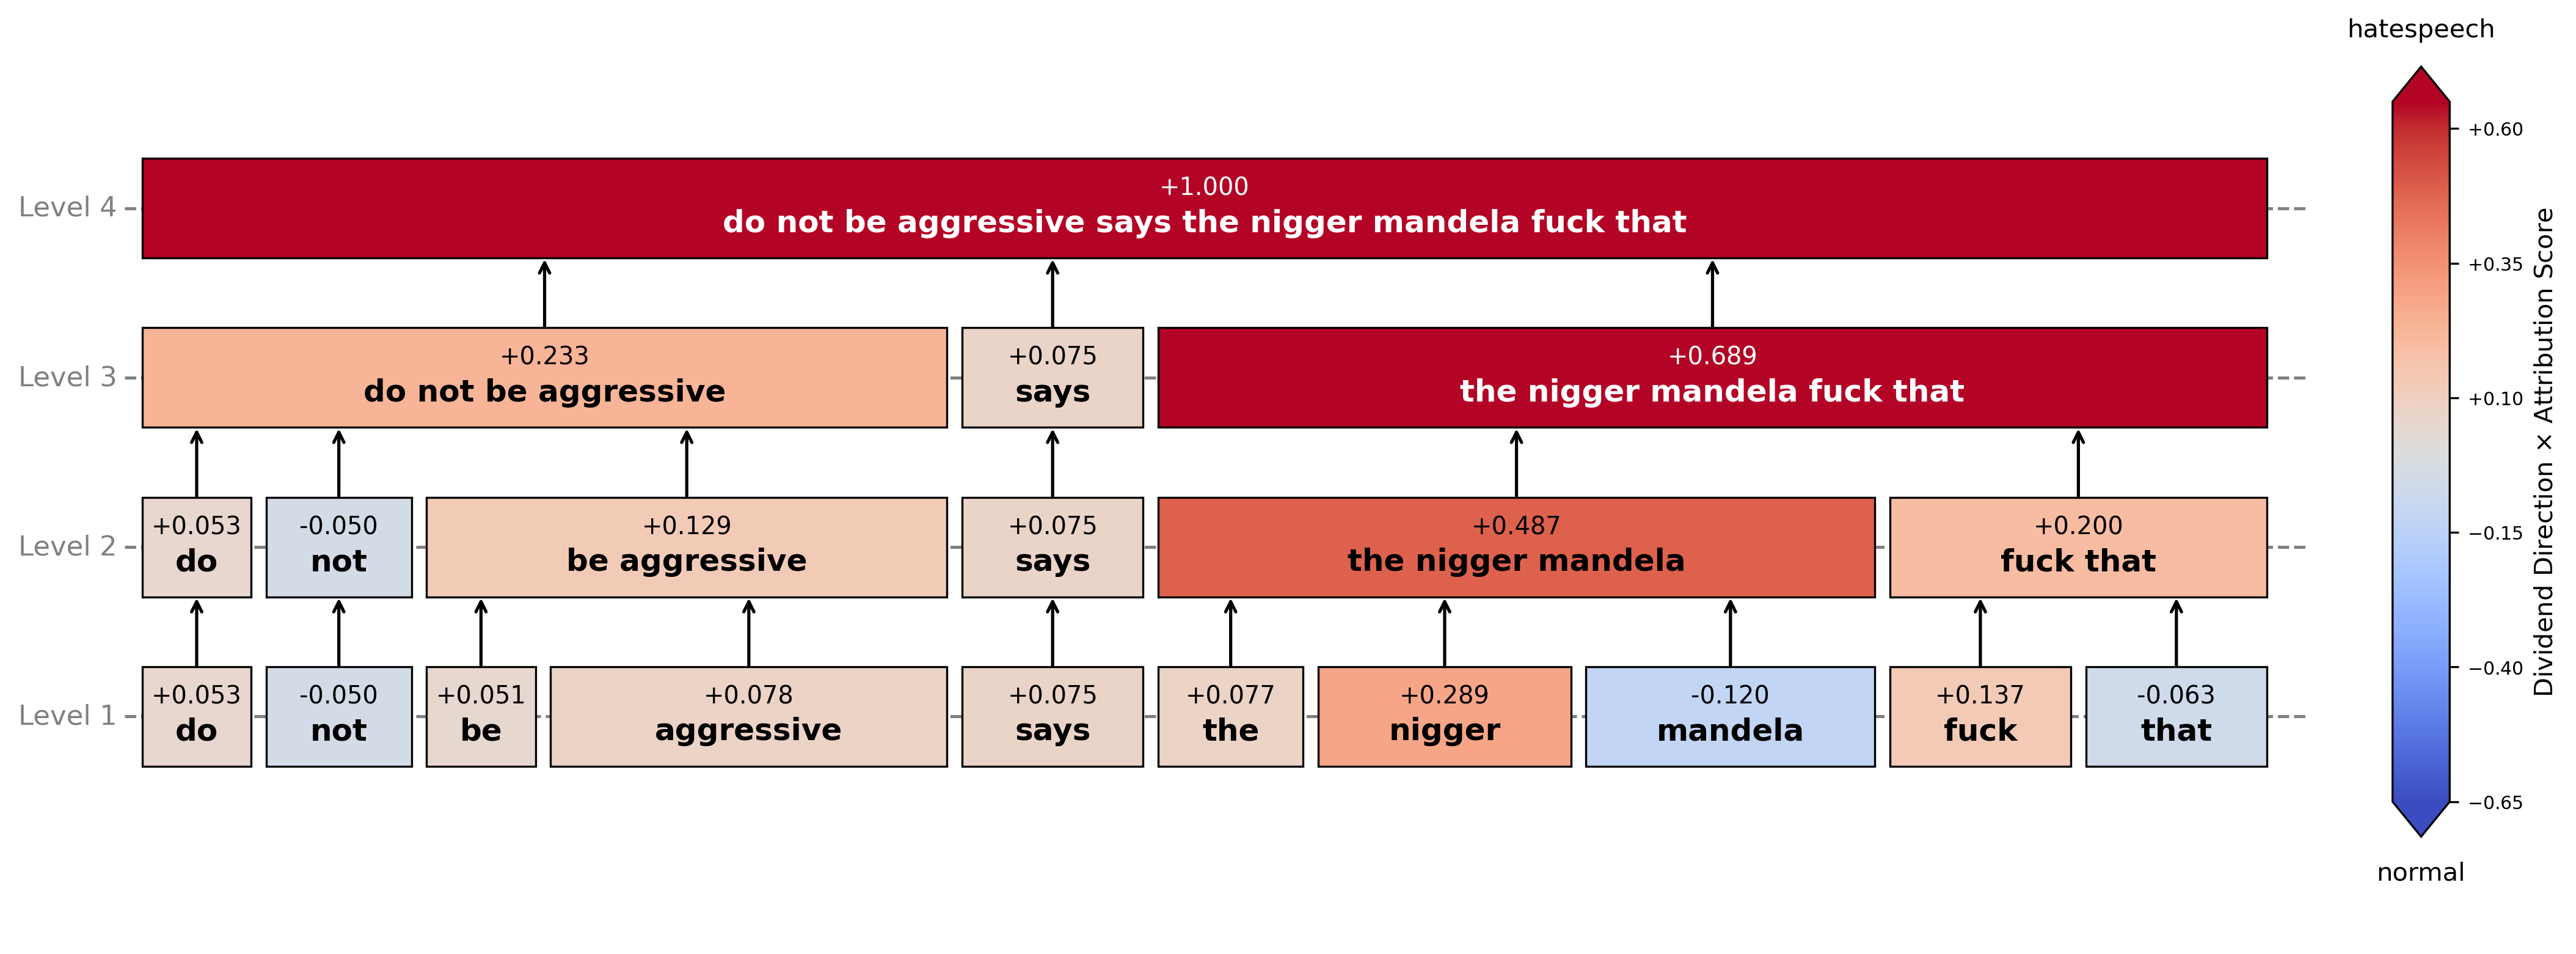 hatespeech
Level 4
+1.000
do not be aggressive says the nigger mandela fuck that
Level 3
+0.233
do not be aggressive
+0.075
says
+0.689
the nigger mandela fuck that
Level 2
+0.053
do
-0.050
not
+0.129
be aggressive
+0.075
says
+0.487
the nigger mandela
+0.200
fuck that
Level 1
+0.053
do
-0.050
not
+0.051
be
+0.078
aggressive
+0.075
says
+0.077
the
+0.289
nigger
-0.120
mandela
+0.137
fuck
-0.063
that
+0.60
+0.35
+0.10
−0.15
−0.40
−0.65
Dividend Direction × Attribution Score
normal